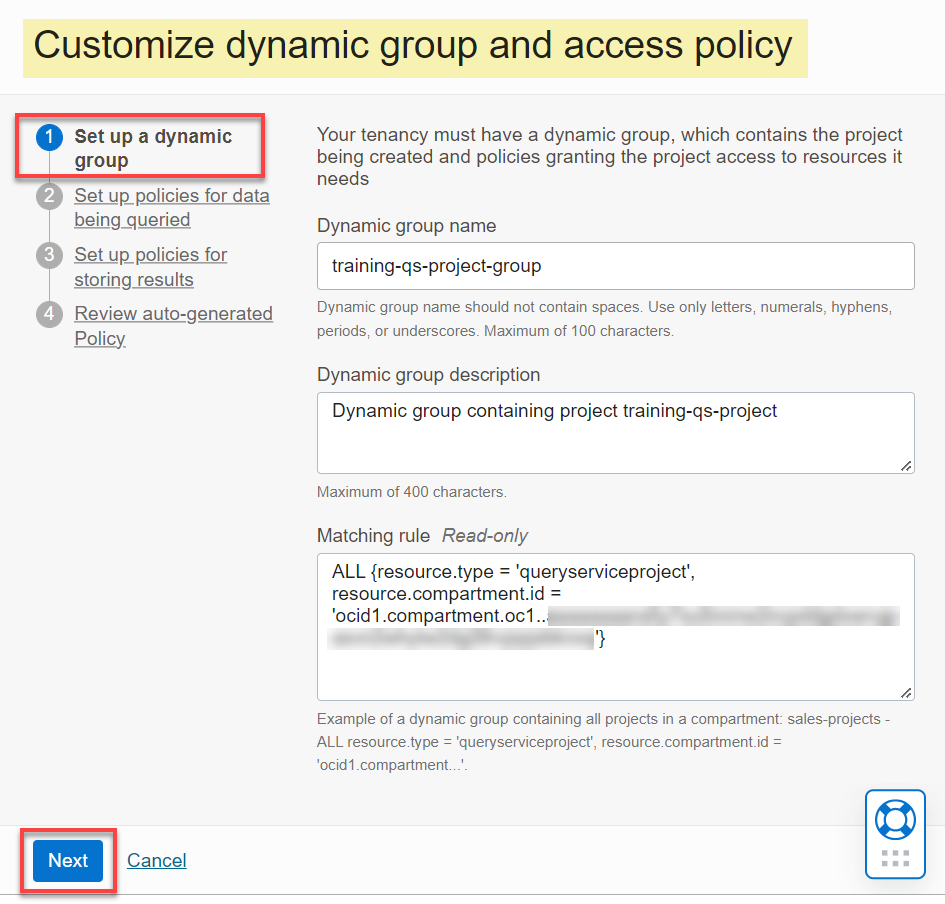 Customize dynamic group and access policy
1 Set up a dynamic
group
2 Set up policies for data
being queried
3 Set up policies for
storing results
4 Review auto-generated
Policy
Your tenancy must have a dynamic group, which contains the project
being created and policies granting the project access to resources it
needs
Dynamic group name
training-qs-project-group
Dynamic group name should not contain spaces. Use only letters, numerals, hyphens,
periods, or underscores. Maximum of 100 characters.
Dynamic group description
Dynamic group containing project training-qs-project
Maximum of 400 characters.
Matching rule Read-only
ALL {resource.type = 'queryserviceproject',
resource.compartment.id =
'ocid1.compartment.oc1..
'}
Example of a dynamic group containing all projects in a compartment: sales-projects -
ALL resource.type = 'queryserviceproject', resource.compartment.id =
'ocid1.compartment...'.
Next Cancel